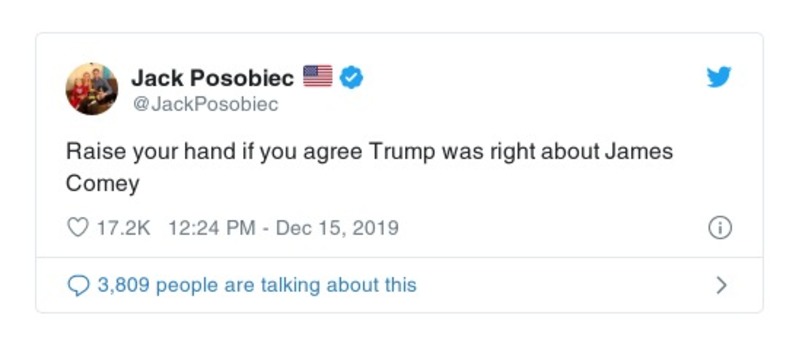 Jack Posobiec
@JackPosobiec
Raise your hand if you agree Trump was right about James
Comey
17.2K 12:24 PM - Dec 15, 2019
3,809 people are talking about this